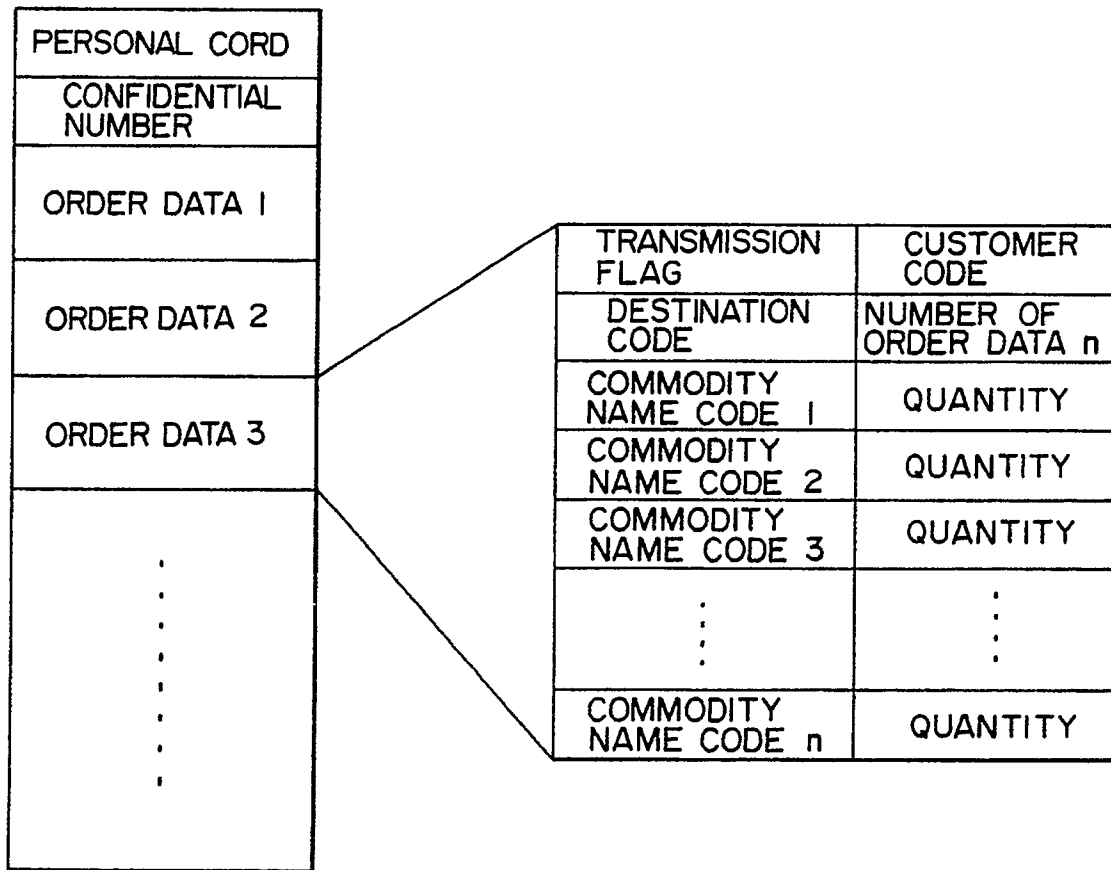 PERSONAL CORD
CONFIDENTIAL
NUMBER
ORDER DATA 1
ORDER DATA 2
ORDER DATA 3
TRANSMISSION
FLAG
CUSTOMER
CODE
DESTINATION
CODE
NUMBER OF
ORDER DATA n
COMMODITY
NAME CODE 1
QUANTITY
COMMODITY
NAME CODE 2
QUANTITY
COMMODITY
NAME CODE 3
QUANTITY
COMMODITY
NAME CODE n
QUANTITY